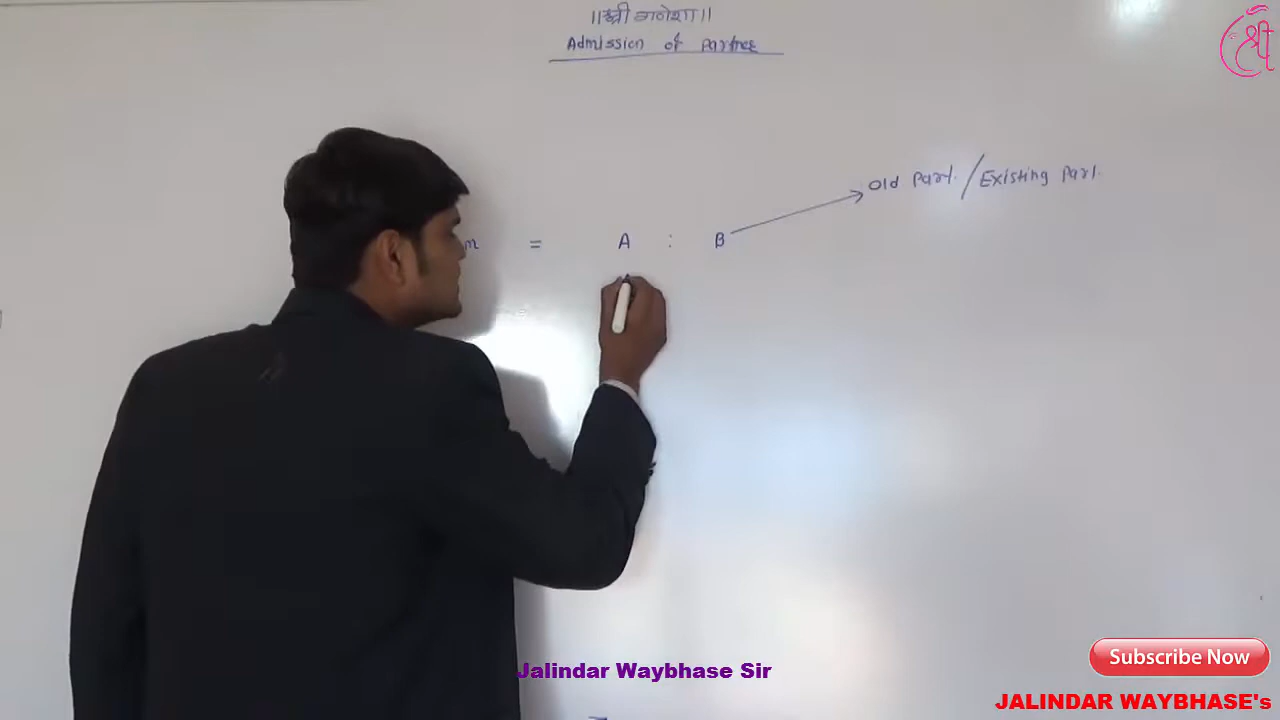 ॥श्री गणेशा॥
Admission of Partner
श्री
Old Part. / Existing Part.
= A : B
Jalindar Waybhase Sir
Subscribe Now
JALINDAR WAYBHASE's